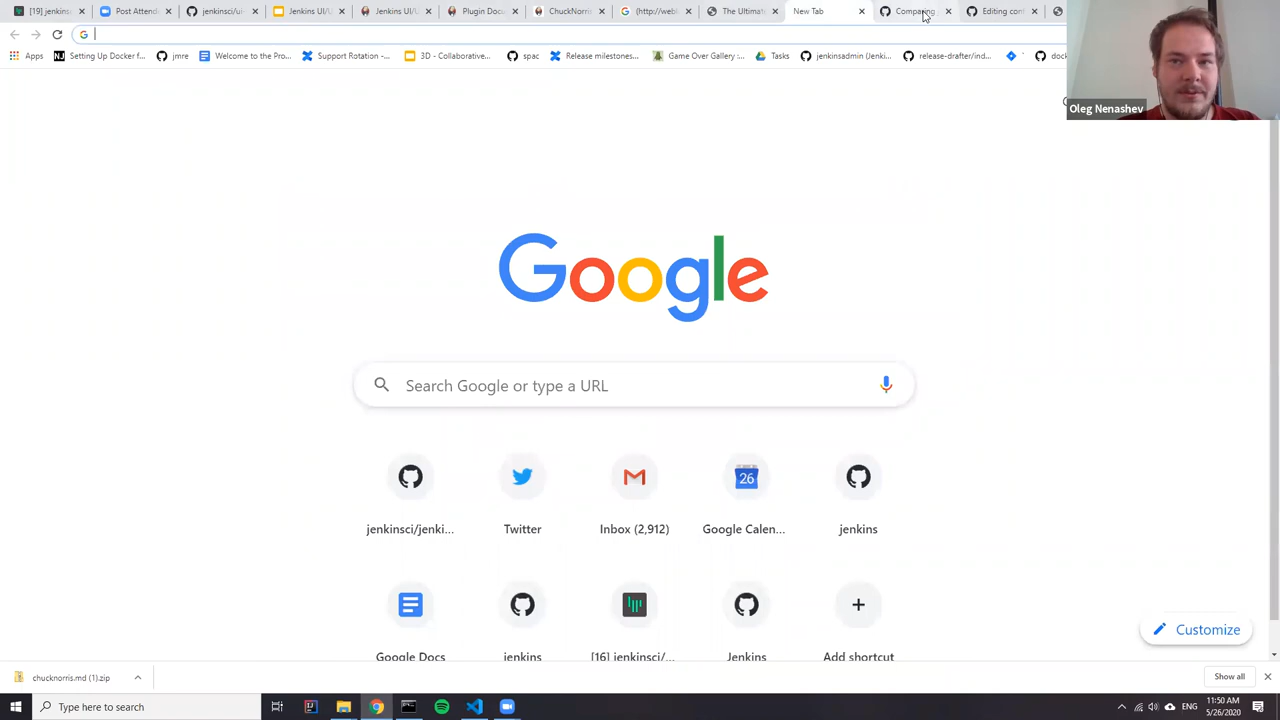 [19] jenkins:
Post Attend
jenkinsci/ui-
Jenkins UI/U
Jenkins UI/U
Plugin Docu
ChuckNorris
(http://webl
The Ultimat
New Tab
Comparing
Editing cont
Apps
Setting Up Docker f...
jmre
Welcome to the Pro...
Support Rotation -...
3D - Collaborative...
spac
Release milestones...
Game Over Gallery :...
Tasks
jenkinsadmin (Jenki...
release-drafter/ind...
dock
Oleg Nenashev
Google
Search Google or type a URL
jenkinsci/jenki...
Twitter
Inbox (2,912)
26
Google Calen...
jenkins
Google Docs
jenkins
[16] jenkinsci/...
Jenkins
Add shortcut
Customize
chucknorris.md (1).zip
Show all
Type here to search
ENG
11:50 AM
5/26/2020